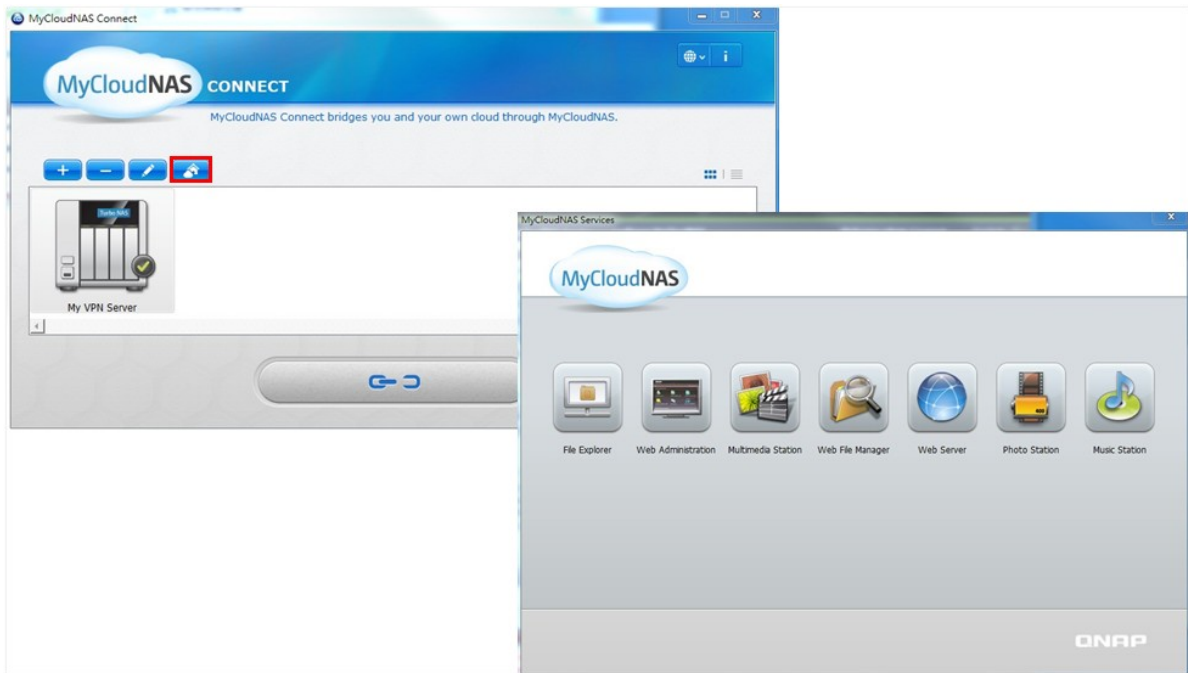 MyCloudNAS Connect
MyCloudNAS CONNECT
MyCloudNAS Connect bridges you and your own cloud through MyCloudNAS.
Turbo NAS
My VPN Server
MyCloudNAS Services
MyCloudNAS
File Explorer
Web Administration
Multimedia Station
Web File Manager
Web Server
Photo Station
Music Station
QNAP